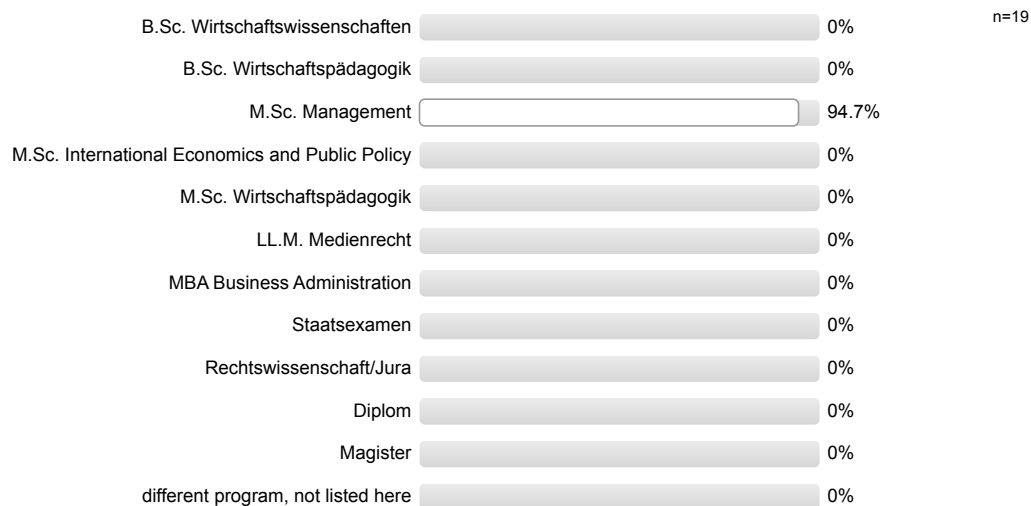 n=19
B.Sc. Wirtschaftswissenschaften 0%
B.Sc. Wirtschaftspädagogik 0%
M.Sc. Management 94.7%
M.Sc. International Economics and Public Policy 0%
M.Sc. Wirtschaftspädagogik 0%
LL.M. Medienrecht 0%
MBA Business Administration 0%
Staatsexamen 0%
Rechtswissenschaft/Jura 0%
Diplom 0%
Magister 0%
different program, not listed here 0%